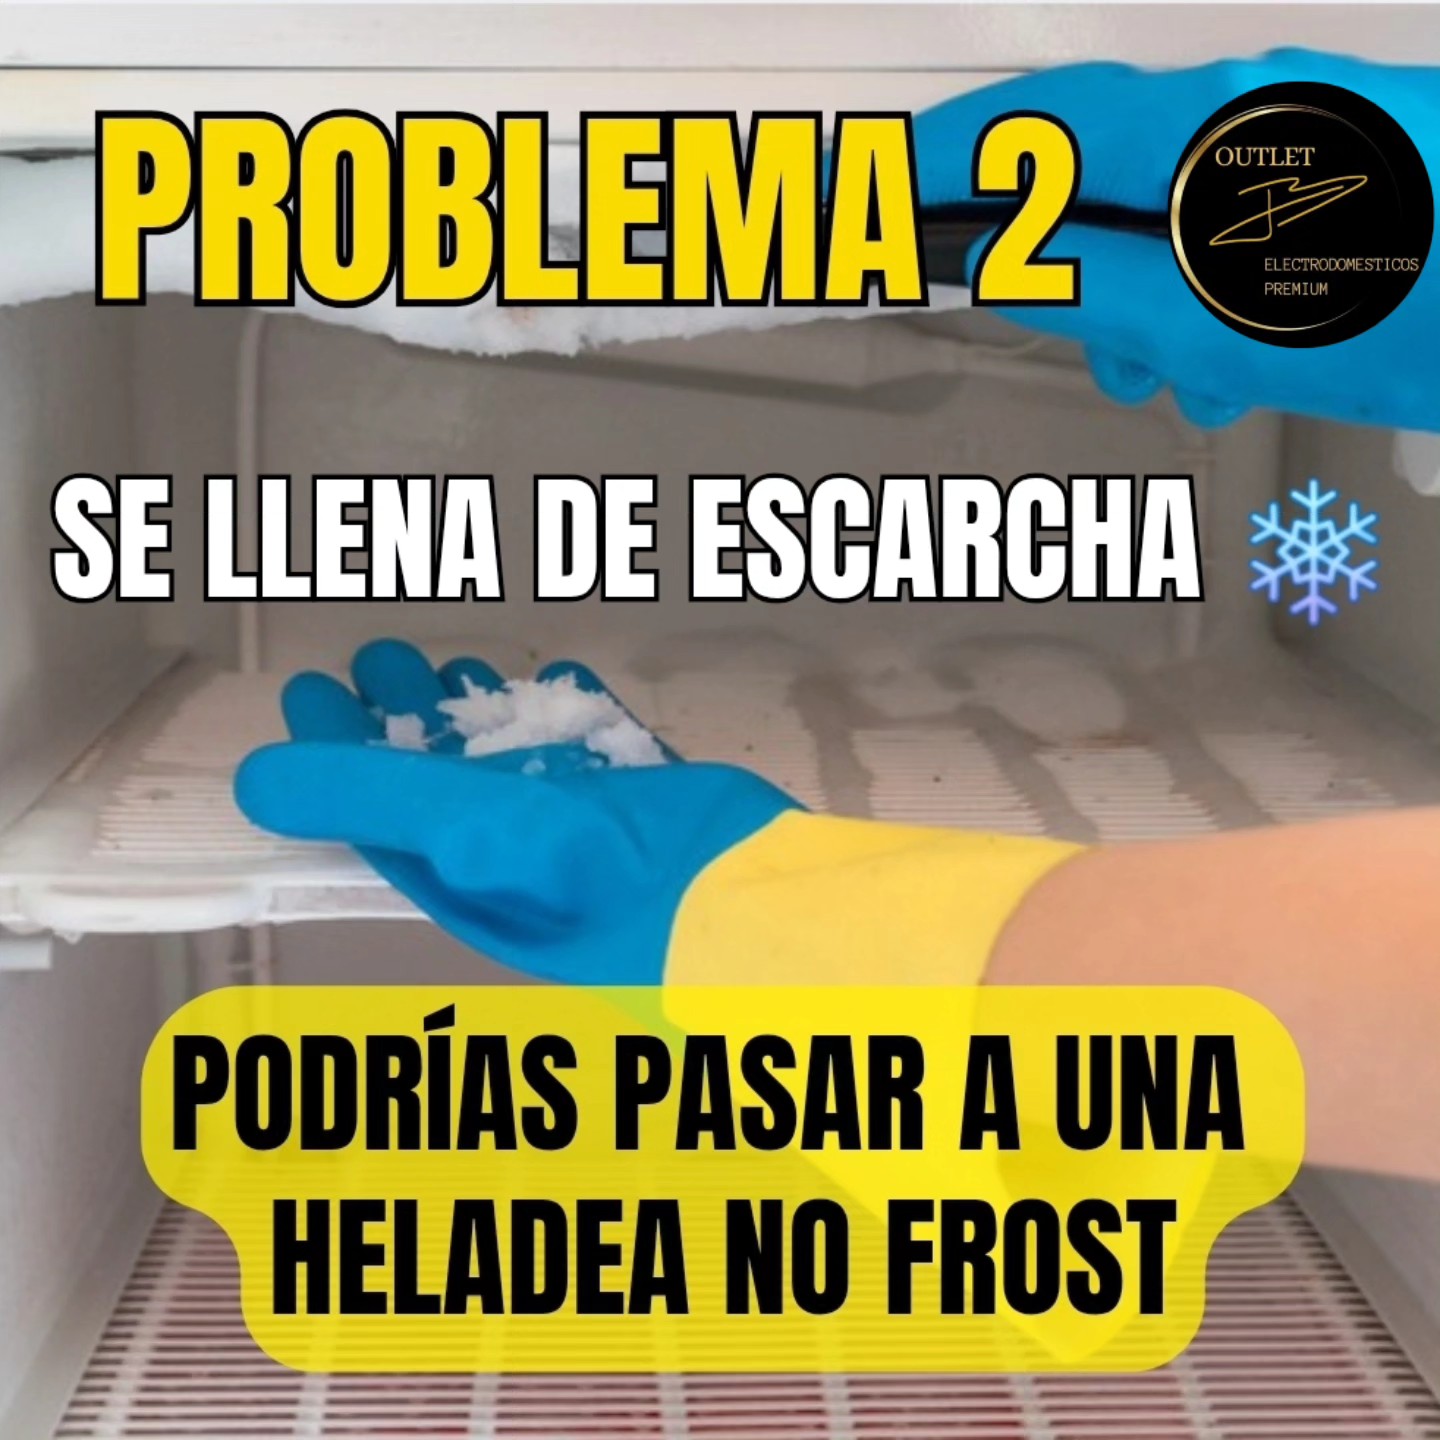 PROBLEMA 2
OUTLET
ELECTRODOMESTICOS
PREMIUM
SE LLENA DE ESCARCHA
PODRÍAS PASAR A UNA
HELADEA NO FROST